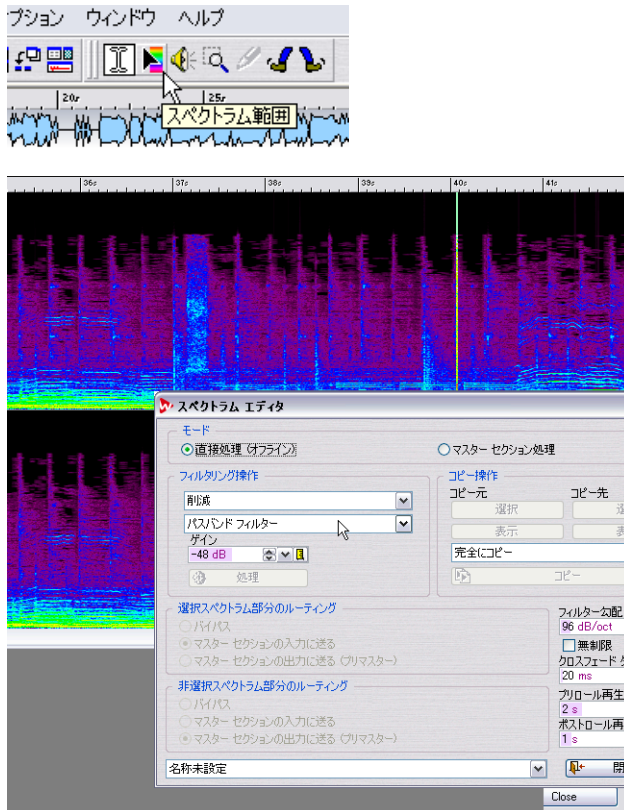 プション ウィンドウ ヘルプ
20s 25s
スペクトラム範囲
36s 37s 38s 39s 40s 41s
スペクトラム エディタ
モード
直接処理 (オフライン) マスター セクション処理
フィルタリング操作 コピー操作
コピー元 コピー先
削減 選択
パスバンド フィルター 表示
ゲイン 完全にコピー
-48 dB
処理 コピー
選択スペクトラム部分のルーティング フィルター勾配
バイパス 96 dB/oct
マスター セクションの入力に送る 無制限
マスター セクションの出力に送る (プリマスター) クロスフェード
20 ms
非選択スペクトラム部分のルーティング プリロール再生
バイパス 2 s
マスター セクションの入力に送る ポストロール再
マスター セクションの出力に送る (プリマスター) 1 s
名称未設定 閉
Close